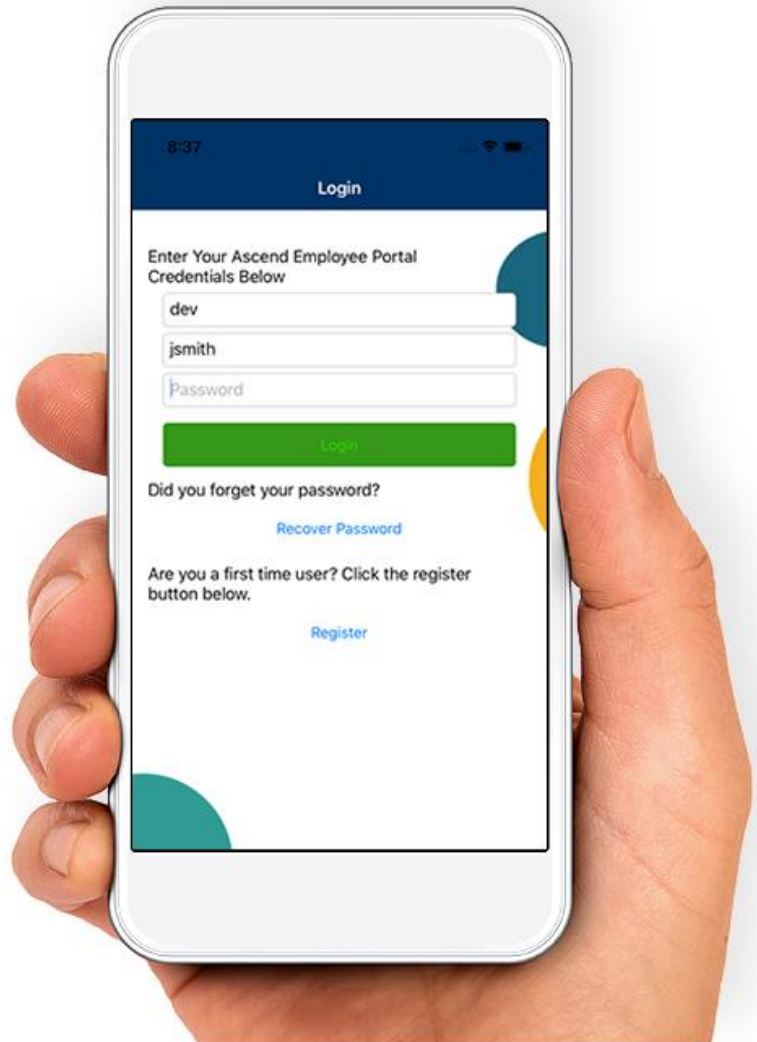 8:37
Login
Enter Your Ascend Employee Portal
Credentials Below
dev
jsmith
Password
Login
Did you forget your password?
Recover Password
Are you a first time user? Click the register
button below.
Register